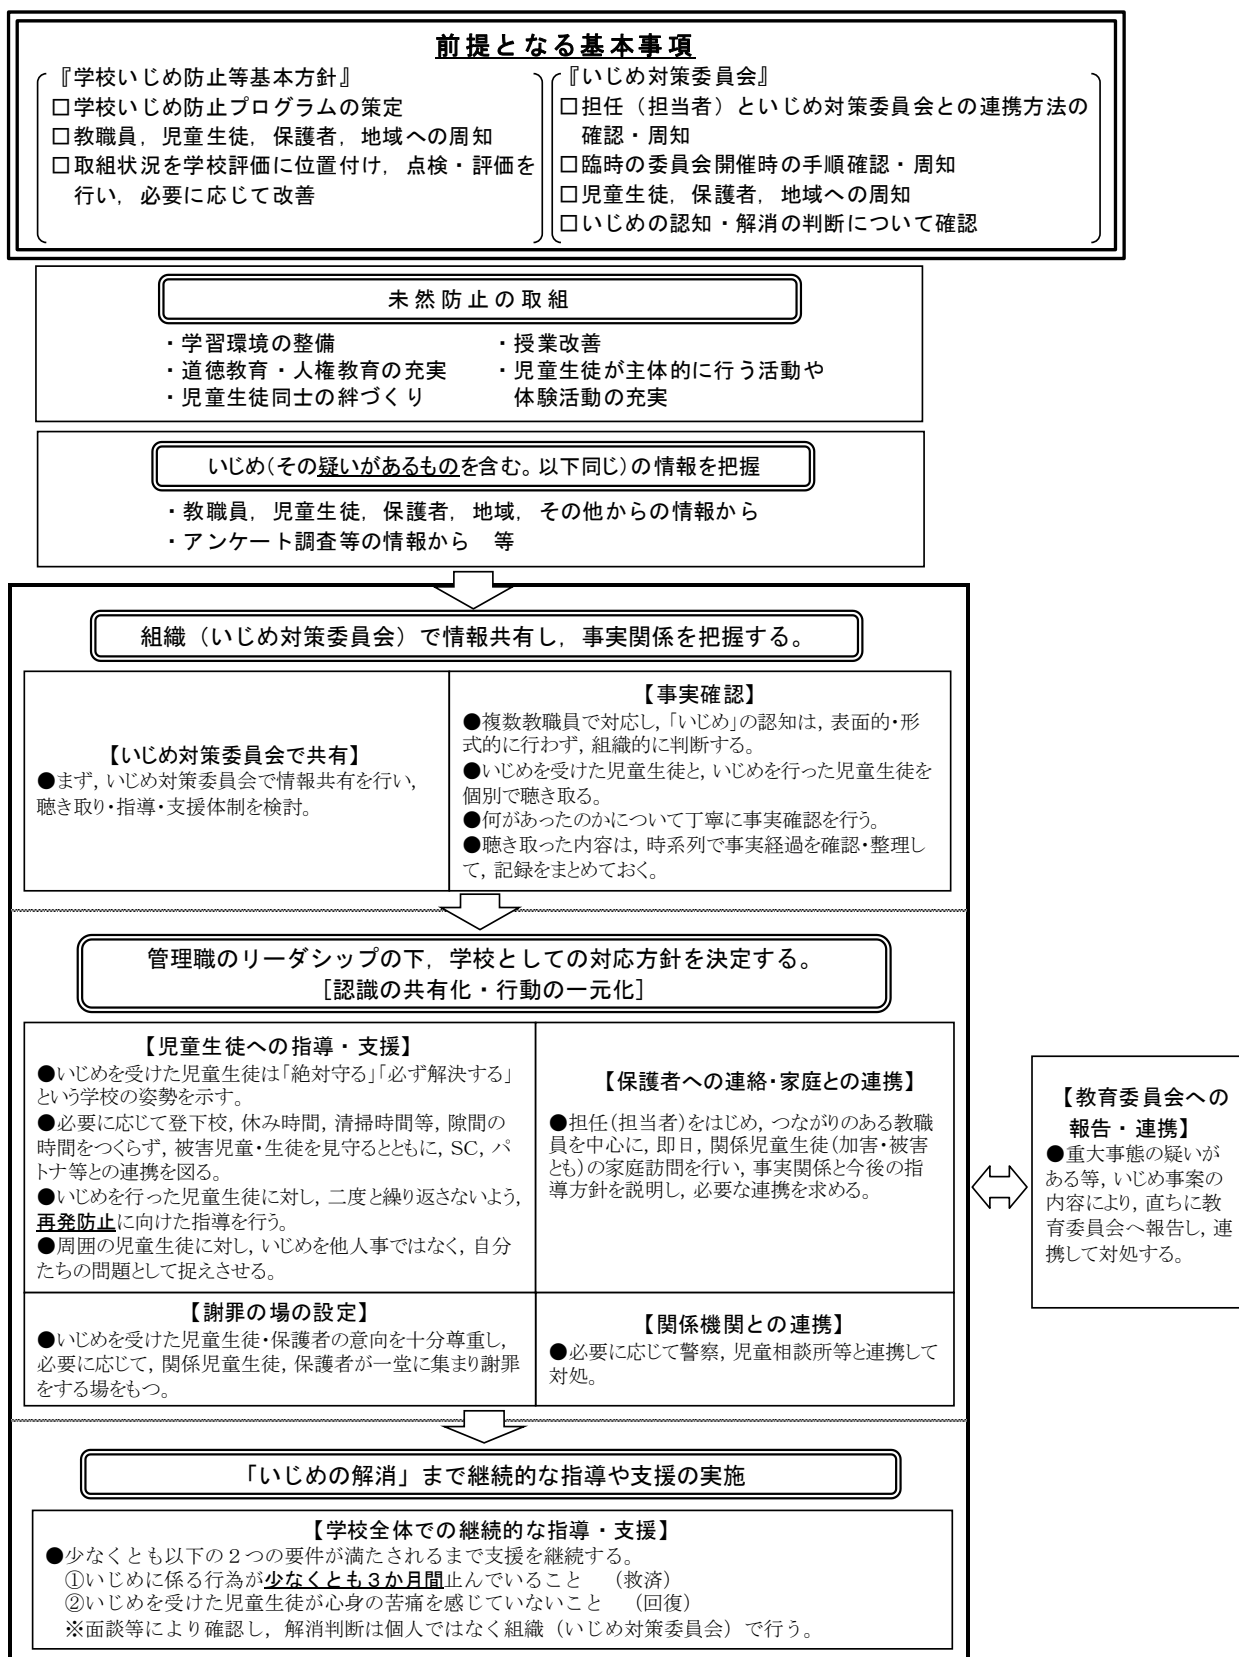 前提となる基本事項
『学校いじめ防止等基本方針』
□学校いじめ防止プログラムの策定
□教職員，児童生徒，保護者，地域への周知
□取組状況を学校評価に位置付け，点検・評価を
行い，必要に応じて改善
『いじめ対策委員会』
□担任（担当者）といじめ対策委員会との連携方法の
確認・周知
□臨時の委員会開催時の手順確認・周知
□児童生徒，保護者，地域への周知
□いじめの認知・解消の判断について確認
未然防止の取組
・学習環境の整備
・道徳教育・人権教育の充実
・児童生徒同士の絆づくり
・授業改善
・児童生徒が主体的に行う活動や
体験活動の充実
いじめ（その疑いがあるものを含む。以下同じ）の情報を把握
・教職員，児童生徒，保護者，地域，その他からの情報から
・アンケート調査等の情報から　等
組織（いじめ対策委員会）で情報共有し，事実関係を把握する。
【いじめ対策委員会で共有】
●まず，いじめ対策委員会で情報共有を行い，
聴き取り・指導・支援体制を検討。
【事実確認】
●複数教職員で対応し，「いじめ」の認知は，表面的・形
式的に行わず，組織的に判断する。
●いじめを受けた児童生徒と，いじめを行った児童生徒を
個別で聴き取る。
●何があったのかについて丁寧に事実確認を行う。
●聴き取った内容は，時系列で事実経過を確認・整理し
て，記録をまとめておく。
管理職のリーダシップの下，学校としての対応方針を決定する。
［認識の共有化・行動の一元化］
【児童生徒への指導・支援】
●いじめを受けた児童生徒は「絶対守る」「必ず解決する」
という学校の姿勢を示す。
●必要に応じて登下校，休み時間，清掃時間等，隙間の
時間をつくらず，被害児童・生徒を見守るとともに，SC，パ
トナ等との連携を図る。
●いじめを行った児童生徒に対し，二度と繰り返さないよう，
再発防止に向けた指導を行う。
●周囲の児童生徒に対し，いじめを他人事ではなく，自分
たちの問題として捉えさせる。
【保護者への連絡・家庭との連携】
●担任（担当者）をはじめ，つながりのある教職
員を中心に，即日，関係児童生徒（加害・被害
とも）の家庭訪問を行い，事実関係と今後の指
導方針を説明し，必要な連携を求める。
【教育委員会への
報告・連携】
●重大事態の疑いが
ある等，いじめ事案の
内容により，直ちに教
育委員会へ報告し，連
携して対処する。
【謝罪の場の設定】
●いじめを受けた児童生徒・保護者の意向を十分尊重し，
必要に応じて，関係児童生徒，保護者が一堂に集まり謝罪
をする場をもつ。
【関係機関との連携】
●必要に応じて警察，児童相談所等と連携して
対処。
「いじめの解消」まで継続的な指導や支援の実施
【学校全体での継続的な指導・支援】
●少なくとも以下の２つの要件が満たされるまで支援を継続する。
①いじめに係る行為が少なくとも３か月間止んでいること　（救済）
②いじめを受けた児童生徒が心身の苦痛を感じていないこと　（回復）
※面談等により確認し，解消判断は個人ではなく組織（いじめ対策委員会）で行う。